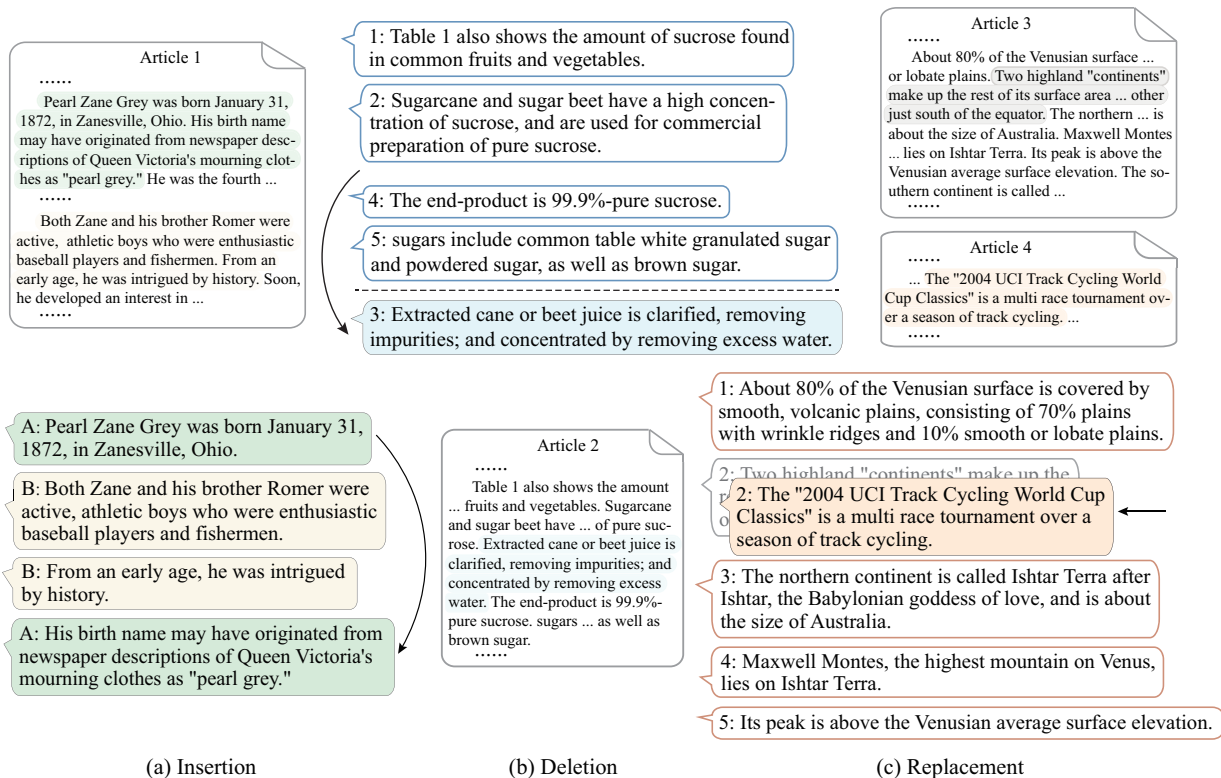 Article 1
......
Pearl Zane Grey was born January 31,
1872, in Zanesville, Ohio. His birth name
may have originated from newspaper desc-
riptions of Queen Victoria's mourning clot-
hes as "pearl grey." He was the fourth ...
......
Both Zane and his brother Romer were
active, athletic boys who were enthusiastic
baseball players and fishermen. From an
early age, he was intrigued by history. Soon,
he developed an interest in ...
......
A: Pearl Zane Grey was born January 31,
1872, in Zanesville, Ohio.
B: Both Zane and his brother Romer were
active, athletic boys who were enthusiastic
baseball players and fishermen.
B: From an early age, he was intrigued
by history.
A: His birth name may have originated from
newspaper descriptions of Queen Victoria's
mourning clothes as "pearl grey."
(a) Insertion
1: Table 1 also shows the amount of sucrose found
in common fruits and vegetables.
2: Sugarcane and sugar beet have a high concen-
tration of sucrose, and are used for commercial
preparation of pure sucrose.
4: The end-product is 99.9%-pure sucrose.
5: sugars include common table white granulated sugar
and powdered sugar, as well as brown sugar.
3: Extracted cane or beet juice is clarified, removing
impurities; and concentrated by removing excess water.
Article 2
......
Table 1 also shows the amount
... fruits and vegetables. Sugarcane
and sugar beet have ... of pure suc-
rose. Extracted cane or beet juice is
clarified, removing impurities; and
concentrated by removing excess
water. The end-product is 99.9%-
pure sucrose. sugars ... as well as
brown sugar.
......
(b) Deletion
Article 3
......
About 80% of the Venusian surface ...
or lobate plains. Two highland "continents"
make up the rest of its surface area ... other
just south of the equator. The northern ... is
about the size of Australia. Maxwell Montes
... lies on Ishtar Terra. Its peak is above the
Venusian average surface elevation. The so-
uthern continent is called ...
......
Article 4
......
... The "2004 UCI Track Cycling World
Cup Classics" is a multi race tournament ov-
er a season of track cycling. ...
......
1: About 80% of the Venusian surface is covered by
smooth, volcanic plains, consisting of 70% plains
with wrinkle ridges and 10% smooth or lobate plains.
2: Two highland "continents" make up the
2: The "2004 UCI Track Cycling World Cup
Classics" is a multi race tournament over a
season of track cycling.
3: The northern continent is called Ishtar Terra after
Ishtar, the Babylonian goddess of love, and is about
the size of Australia.
4: Maxwell Montes, the highest mountain on Venus,
lies on Ishtar Terra.
5: Its peak is above the Venusian average surface elevation.
(c) Replacement